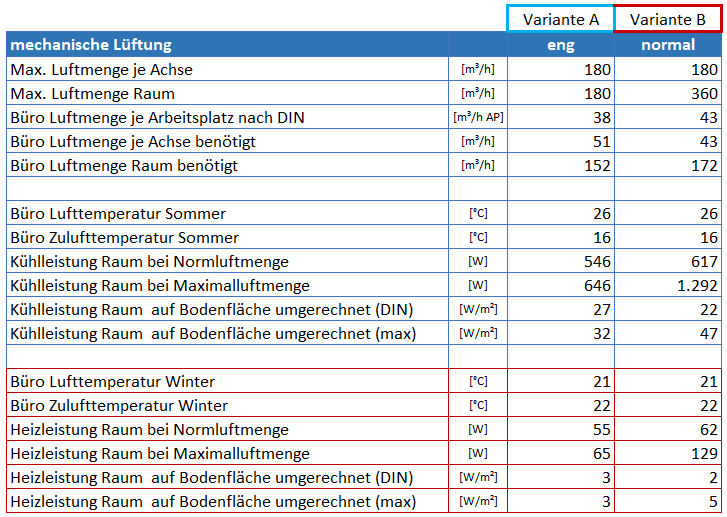 Variante A Variante B
mechanische Lüftung eng normal
Max. Luftmenge je Achse [m³/h] 180 180
Max. Luftmenge Raum [m³/h] 180 360
Büro Luftmenge je Arbeitsplatz nach DIN [m³/h AP] 38 43
Büro Luftmenge je Achse benötigt [m³/h] 51 43
Büro Luftmenge Raum benötigt [m³/h] 152 172
Büro Lufttemperatur Sommer [°C] 26 26
Büro Zulufttemperatur Sommer [°C] 16 16
Kühlleistung Raum bei Normluftmenge [W] 546 617
Kühlleistung Raum bei Maximalluftmenge [W] 646 1.292
Kühlleistung Raum auf Bodenfläche umgerechnet (DIN) [W/m²] 27 22
Kühlleistung Raum auf Bodenfläche umgerechnet (max) [W/m²] 32 47
Büro Lufttemperatur Winter [°C] 21 21
Büro Zulufttemperatur Winter [°C] 22 22
Heizleistung Raum bei Normluftmenge [W] 55 62
Heizleistung Raum bei Maximalluftmenge [W] 65 129
Heizleistung Raum auf Bodenfläche umgerechnet (DIN) [W/m²] 3 2
Heizleistung Raum auf Bodenfläche umgerechnet (max) [W/m²] 3 5